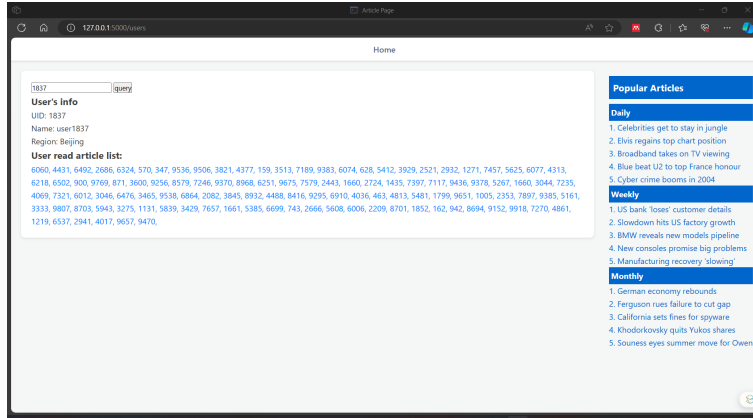 Article Page
127.0.0.1:5000/users
Home
1837 query
User's info
UID: 1837
Name: user1837
Region: Beijing
User read article list:
6060, 4431, 6492, 2686, 6324, 570, 347, 9536, 9506, 3821, 4377, 159, 3513, 7189, 9383, 6074, 628, 5412, 3929, 2521, 2932, 1271, 7457, 5625, 6077, 4313,
6218, 6502, 900, 9769, 871, 3600, 9256, 8579, 7246, 9370, 8968, 6251, 9675, 7579, 2443, 1660, 2724, 1435, 7397, 7117, 9436, 9378, 5267, 1660, 3044, 7235,
4069, 7321, 6012, 3046, 6476, 3465, 9538, 6864, 2082, 3845, 8932, 4488, 8416, 9295, 6910, 4036, 463, 4813, 5481, 1799, 9651, 1005, 2353, 7897, 9385, 5161,
3333, 9807, 8703, 5943, 3275, 1131, 5839, 3429, 7657, 1661, 5385, 6699, 743, 2666, 5608, 6006, 2209, 8701, 1852, 162, 942, 8694, 9152, 9918, 7270, 4861,
1219, 6537, 2941, 4017, 9657, 9470,
Popular Articles
Daily
1. Celebrities get to stay in jungle
2. Elvis regains top chart position
3. Broadband takes on TV viewing
4. Blue beat U2 to top France honour
5. Cyber crime booms in 2004
Weekly
1. US bank 'loses' customer details
2. Slowdown hits US factory growth
3. BMW reveals new models pipeline
4. New consoles promise big problems
5. Manufacturing recovery 'slowing'
Monthly
1. German economy rebounds
2. Ferguson rues failure to cut gap
3. California sets fines for spyware
4. Khodorkovsky quits Yukos shares
5. Souness eyes summer move for Owen